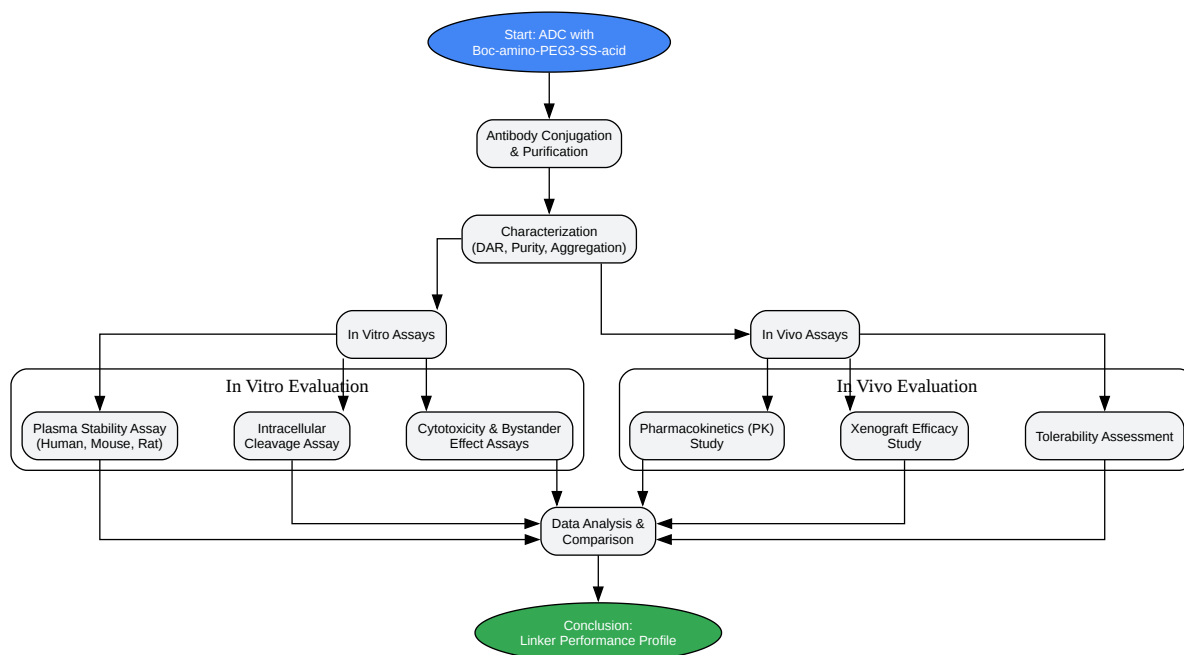 Start: ADC with
Boc-amino-PEG3-SS-acid
Antibody Conjugation
& Purification
Characterization
(DAR, Purity, Aggregation)
In Vitro Assays
In Vivo Assays
In Vitro Evaluation
In Vivo Evaluation
Plasma Stability Assay
(Human, Mouse, Rat)
Intracellular
Cleavage Assay
Cytotoxicity & Bystander
Effect Assays
Pharmacokinetics (PK)
Study
Xenograft Efficacy
Study
Tolerability Assessment
Data Analysis &
Comparison
Conclusion:
Linker Performance Profile